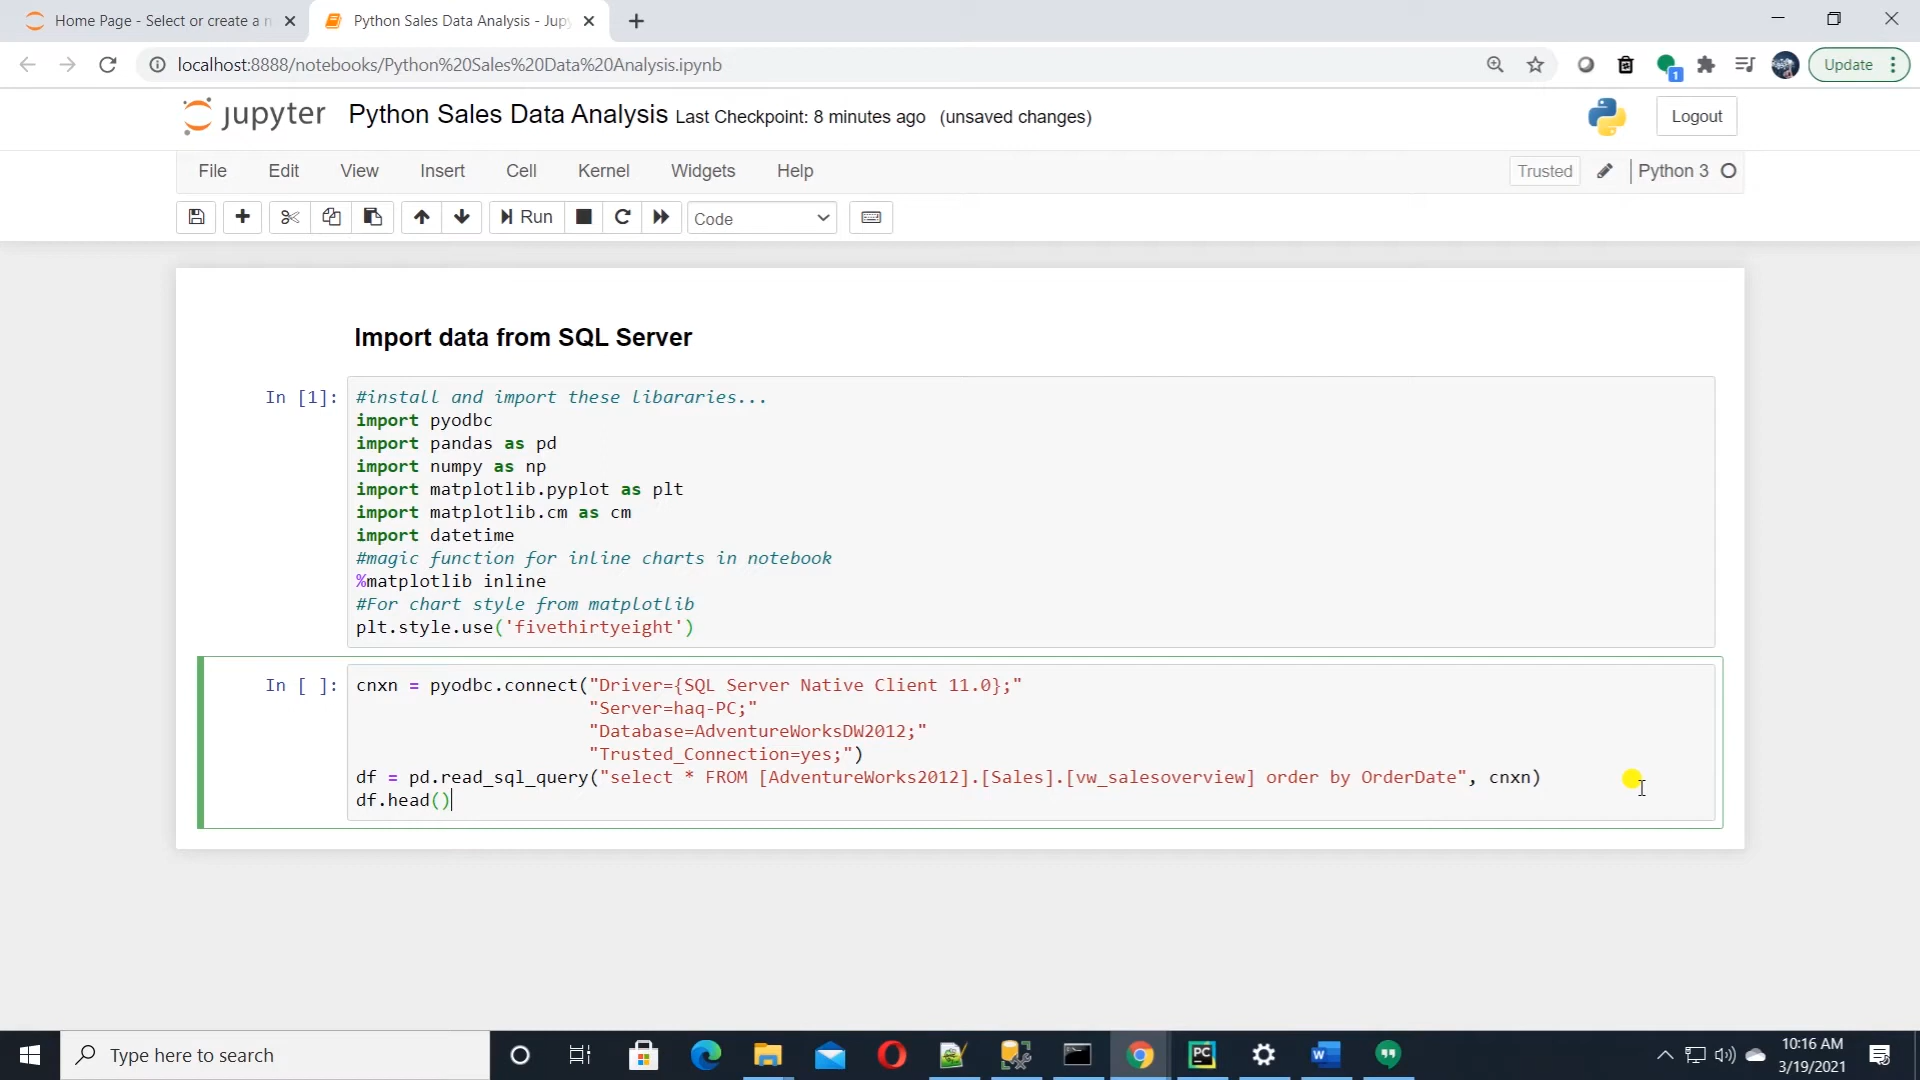 Home Page - Select or create a n
Python Sales Data Analysis - Jup
localhost:8888/notebooks/Python%20Sales%20Data%20Analysis.ipynb
1
Update
jupyter Python Sales Data Analysis Last Checkpoint: 8 minutes ago (unsaved changes)
Logout
File Edit View Insert Cell Kernel Widgets Help
Trusted Python 3
Run Code
Import data from SQL Server
In [1]: #install and import these libararies...
import pyodbc
import pandas as pd
import numpy as np
import matplotlib.pyplot as plt
import matplotlib.cm as cm
import datetime
#magic function for inline charts in notebook
%matplotlib inline
#For chart style from matplotlib
plt.style.use('fivethirtyeight')
In [ ]: cnxn = pyodbc.connect("Driver={SQL Server Native Client 11.0};"
"Server=haq-PC;"
"Database=AdventureWorksDW2012;"
"Trusted_Connection=yes;")
df = pd.read_sql_query("select * FROM [AdventureWorks2012].[Sales].[vw_salesoverview] order by OrderDate", cnxn)
df.head()
Type here to search
PC
10:16 AM
3/19/2021